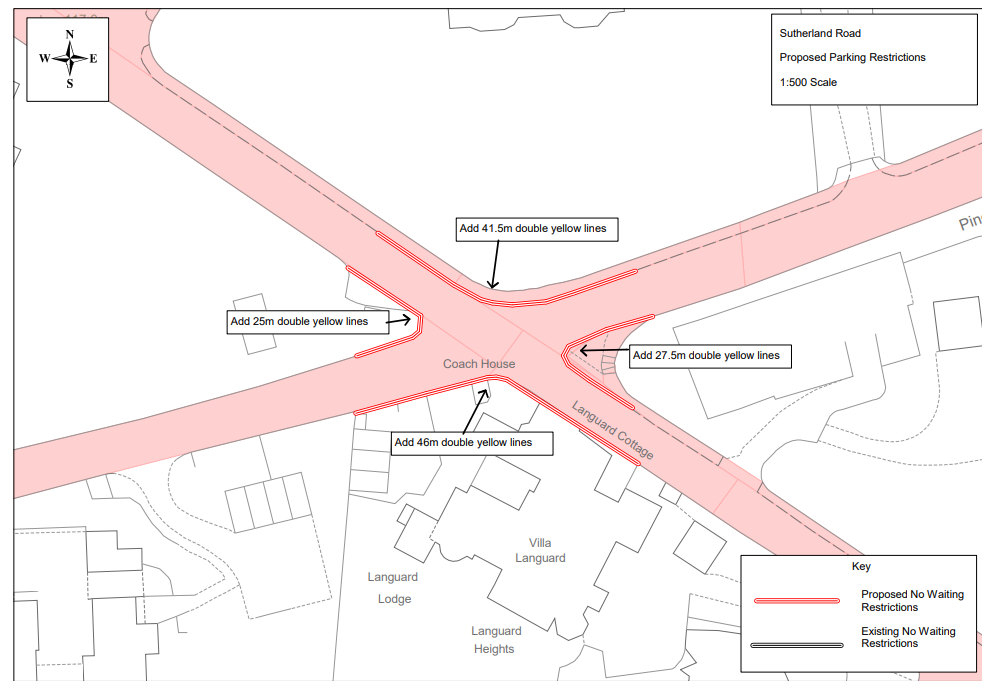 N
W E
S
Sutherland Road
Proposed Parking Restrictions
1:500 Scale
Add 41.5m double yellow lines
Add 25m double yellow lines
Add 27.5m double yellow lines
Coach House
Add 46m double yellow lines
Languard Cottage
Villa
Languard
Languard
Lodge
Languard
Heights
Key
Proposed No Waiting
Restrictions
Existing No Waiting
Restrictions